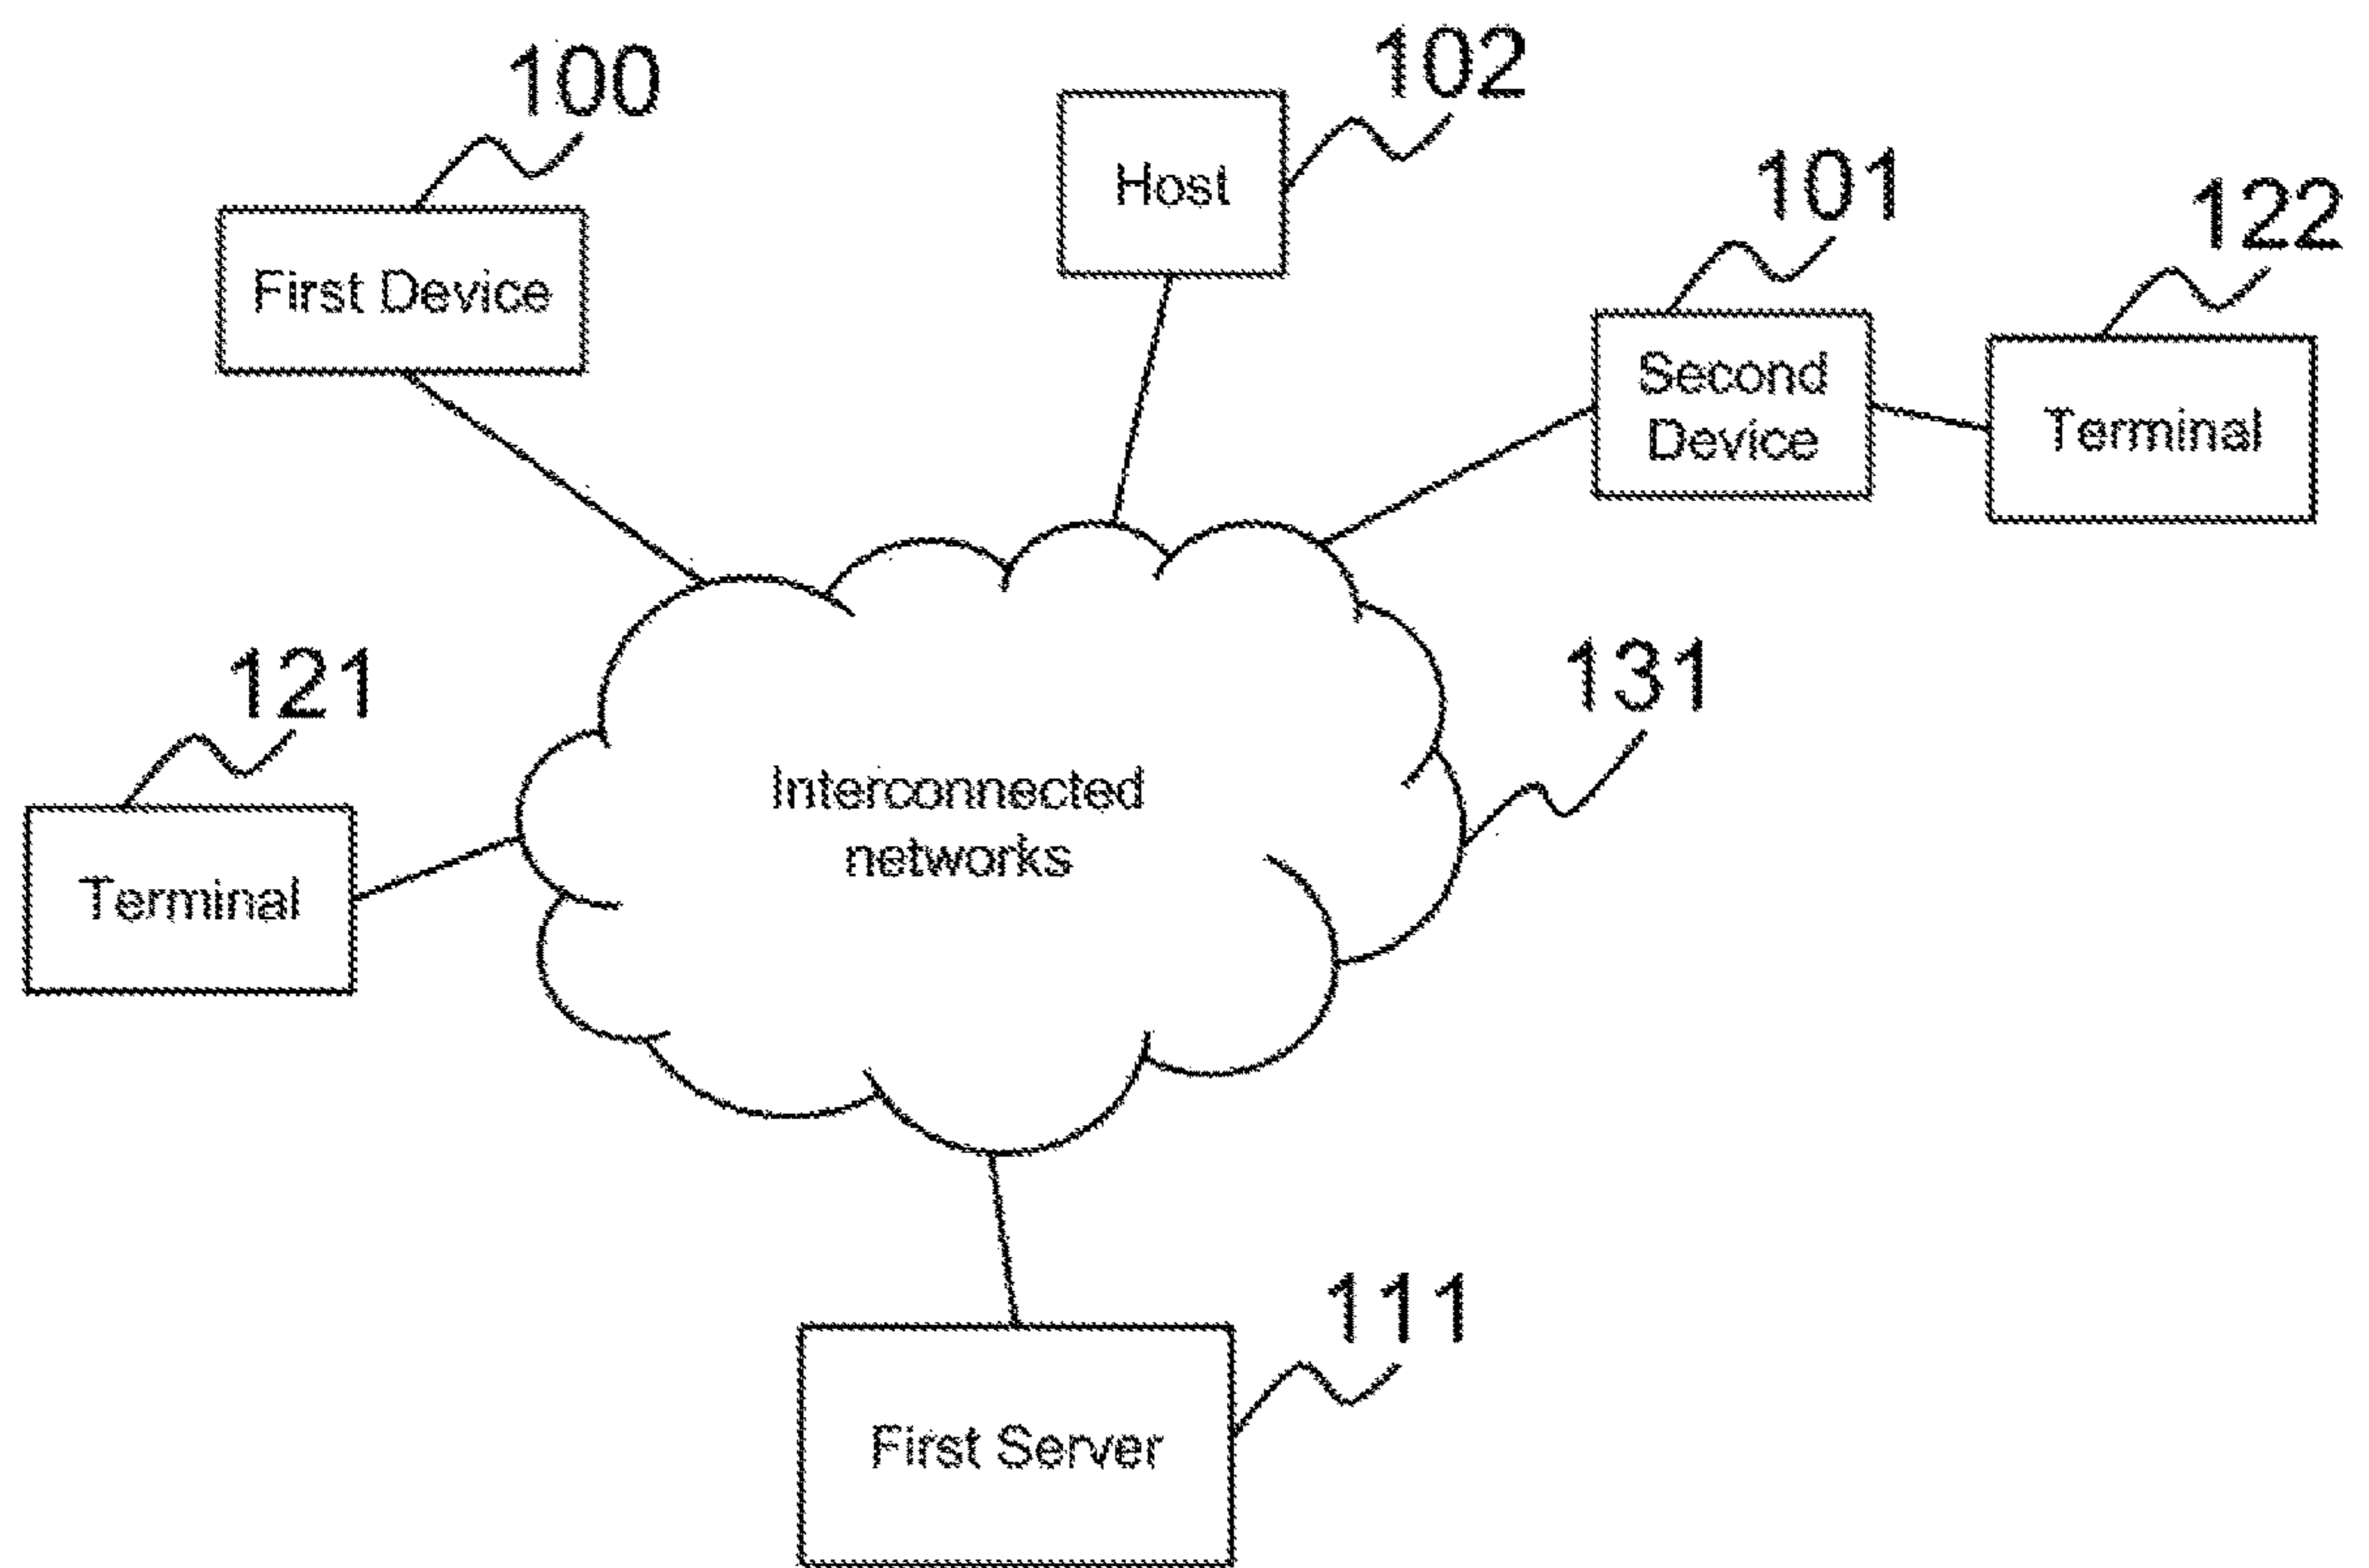 100
102
Host
101
122
First Device
Second
Device
Terminal
121
131
Interconnected
networks
Terminal
111
First Server